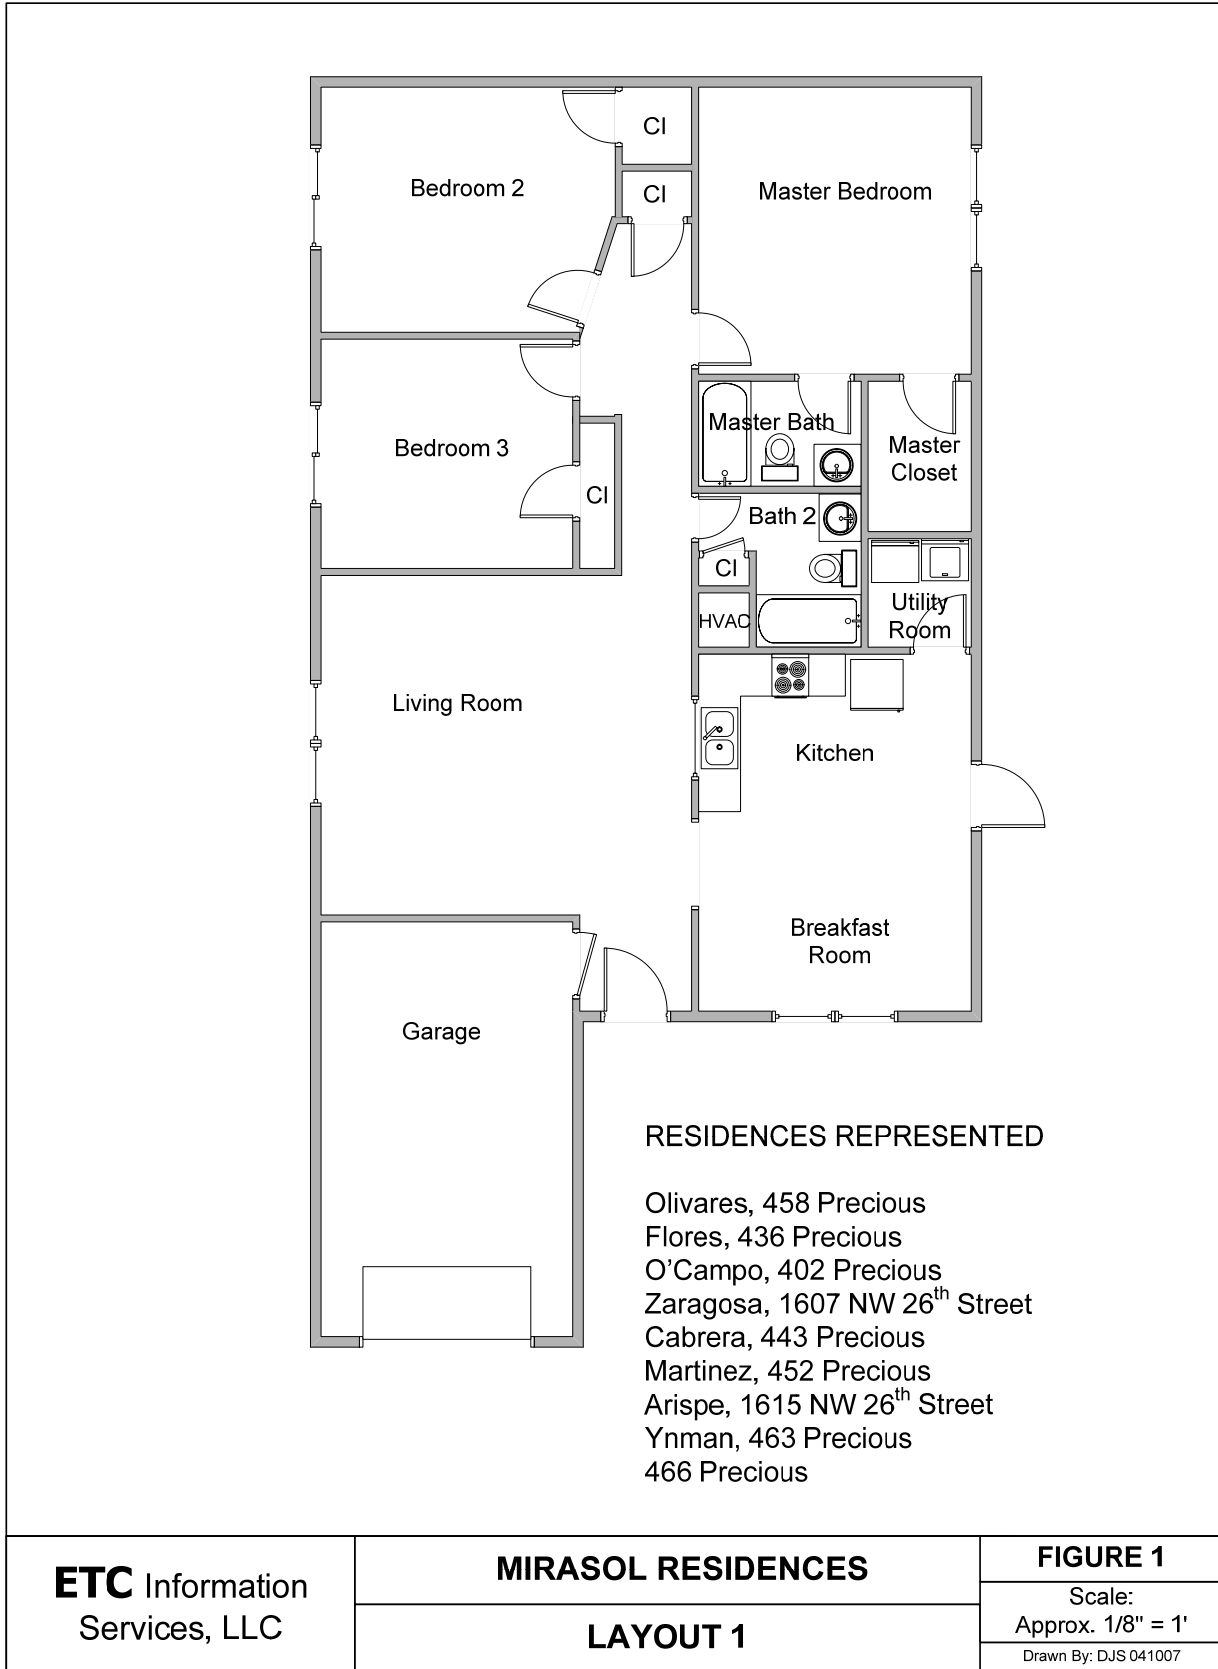 Cl
Bedroom 2
Cl
Master Bedroom
Master Bath
Bedroom 3
Master
Closet
Cl
Bath 2
Cl
Utility
Room
HVAC
Living Room
Kitchen
Breakfast
Room
Garage
RESIDENCES REPRESENTED
Olivares, 458 Precious
Flores, 436 Precious
O'Campo, 402 Precious
Zaragosa, 1607 NW 26th Street
Cabrera, 443 Precious
Martinez, 452 Precious
Arispe, 1615 NW 26th Street
Ynman, 463 Precious
466 Precious
ETC Information
Services, LLC
MIRASOL RESIDENCES
LAYOUT 1
FIGURE 1
Scale:
Approx. 1/8" = 1'
Drawn By: DJS 041007